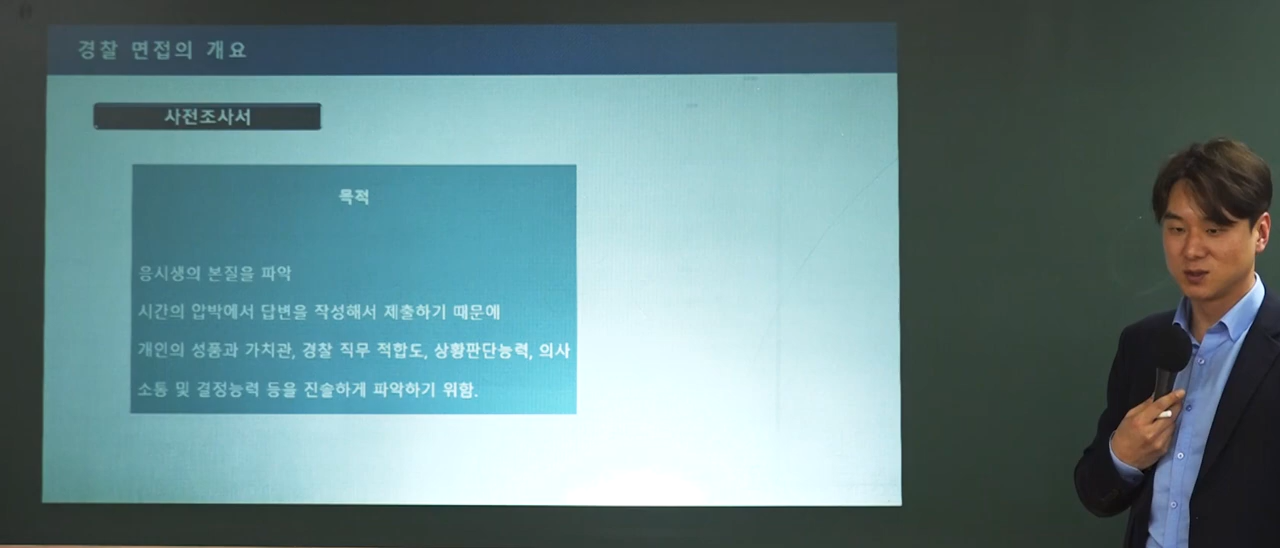 경찰 면접의 개요
사전조사서
목적
응시생의 본질을 파악
시간의 압박에서 답변을 작성해서 제출하기 때문에
개인의 성품과 가치관, 경찰 직무 적합도, 상황판단능력, 의사
소통 및 결정능력 등을 진솔하게 파악하기 위함.